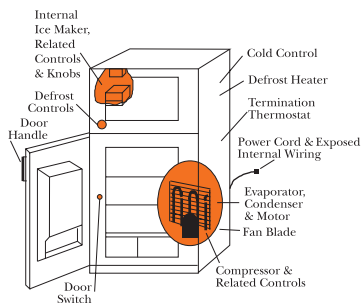 Internal
Ice Maker,
Related
Controls
& Knobs
Defrost
Controls
Door
Handle
Door
Switch
Cold Control
Defrost Heater
Termination
Thermostat
Power Cord & Exposed
Internal Wiring
Evaporator,
Condenser
& Motor
Fan Blade
Compressor &
Related Controls